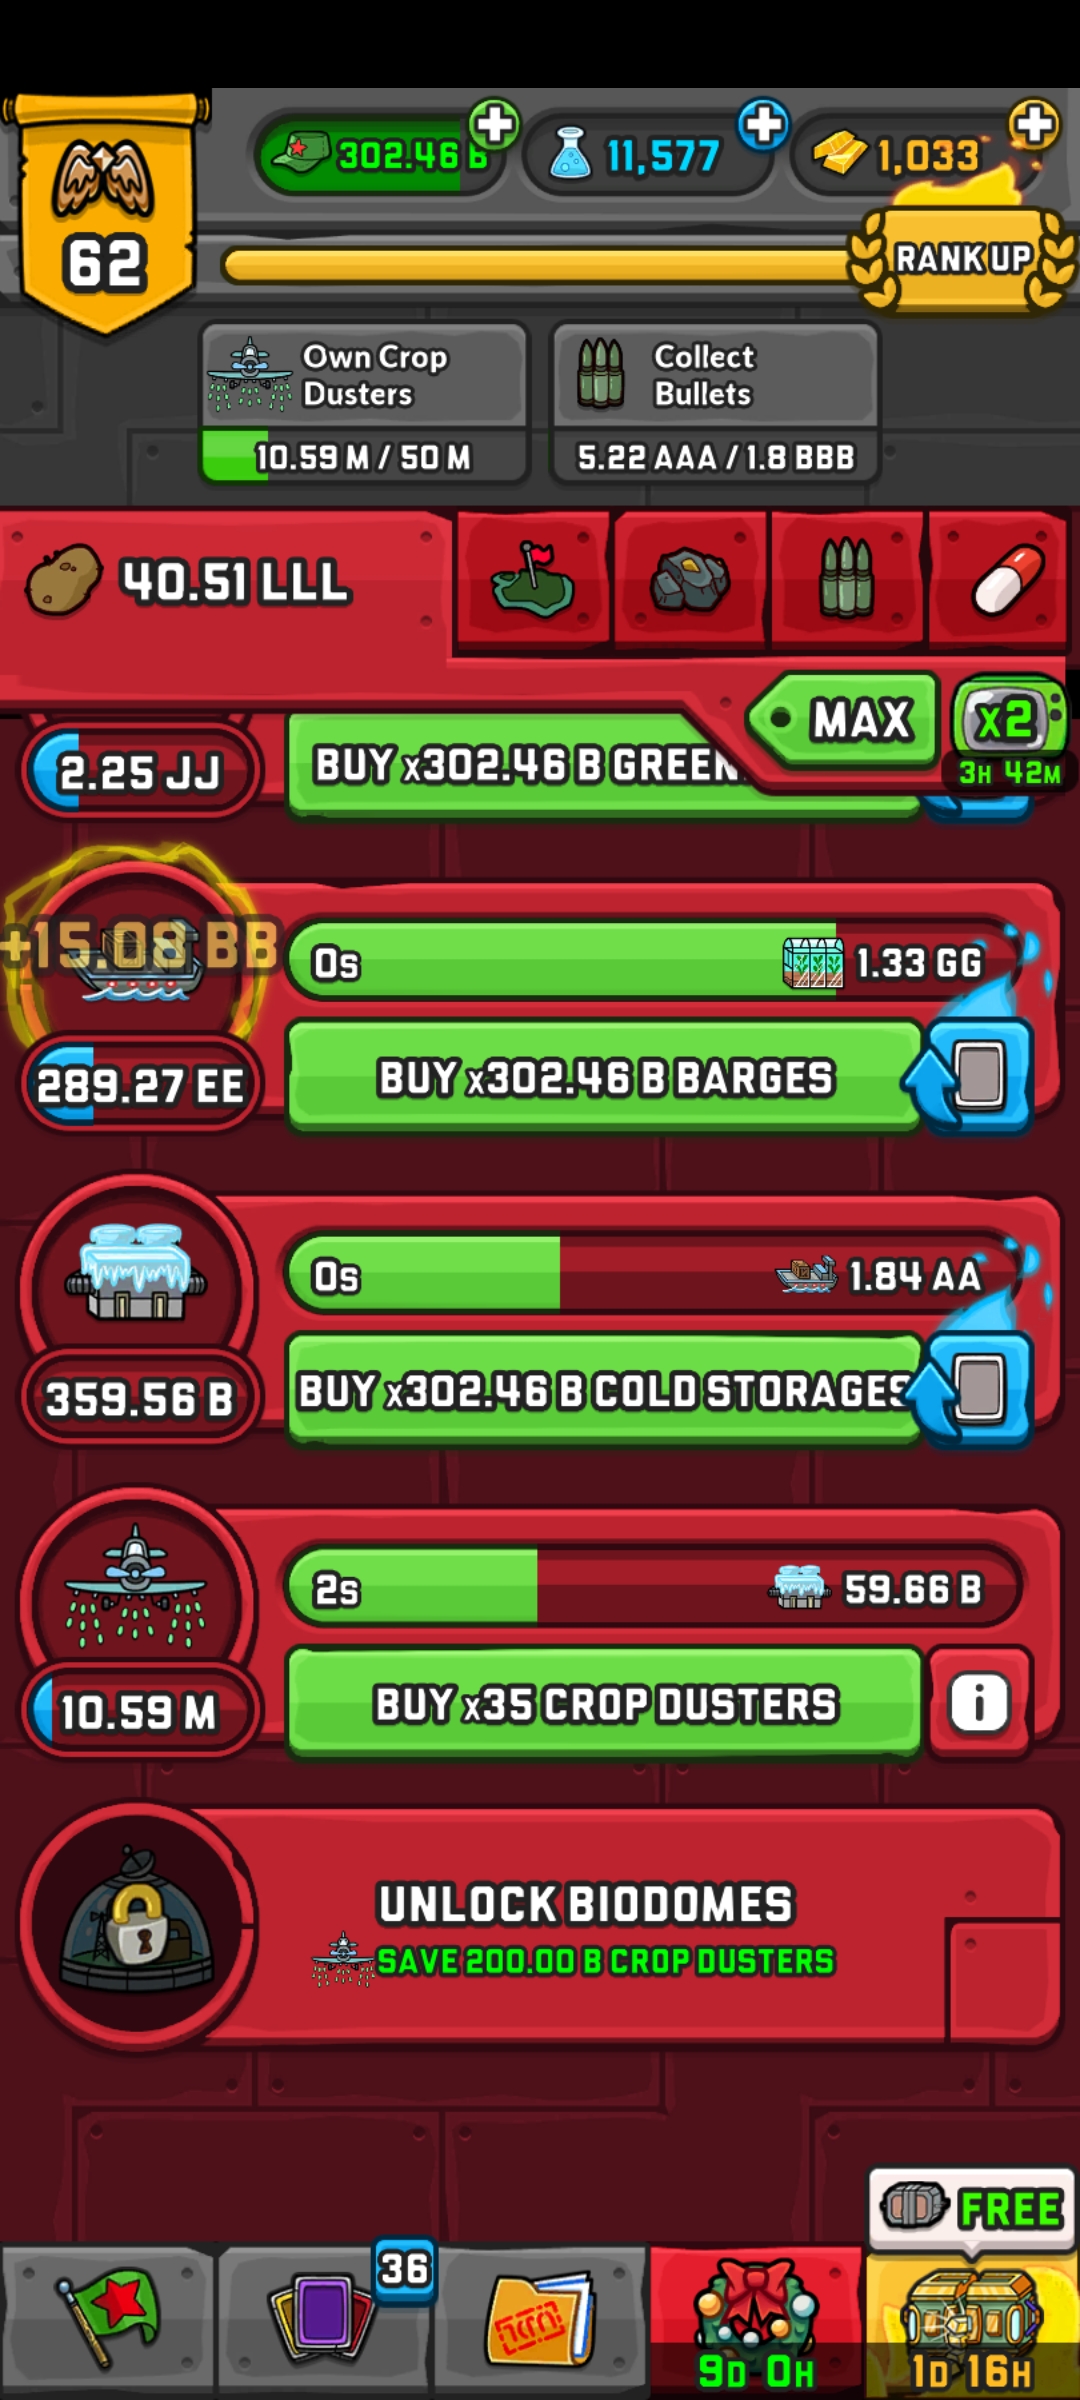 302.46 B
11,577
1,033
62
RANK UP
Own Crop
Dusters
10.59 M / 50 M
Collect
Bullets
5.22 AAA / 1.8 BBB
40.51 LLL
MAX
x2
3H 42M
2.25 JJ
BUY x302.46 B GREEN
+15.08 BB
0s
1.33 GG
289.27 EE
BUY x302.46 B BARGES
0s
1.84 AA
359.56 B
BUY x302.46 B COLD STORAGES
2s
59.66 B
10.59 M
BUY x35 CROP DUSTERS
i
UNLOCK BIODOMES
SAVE 200.00 B CROP DUSTERS
FREE
36
9D 0H
1D 16H